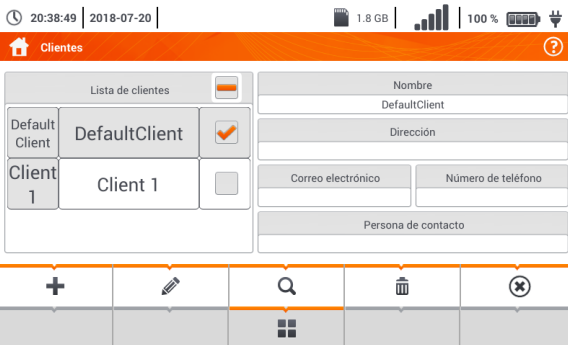 20:38:49 2018-07-20 1.8 GB 100 %
Clientes
?
Lista de clientes
Default
Client
DefaultClient
Client
1
Client 1
Nombre
DefaultClient
Dirección
Correo electrónico
Número de teléfono
Persona de contacto